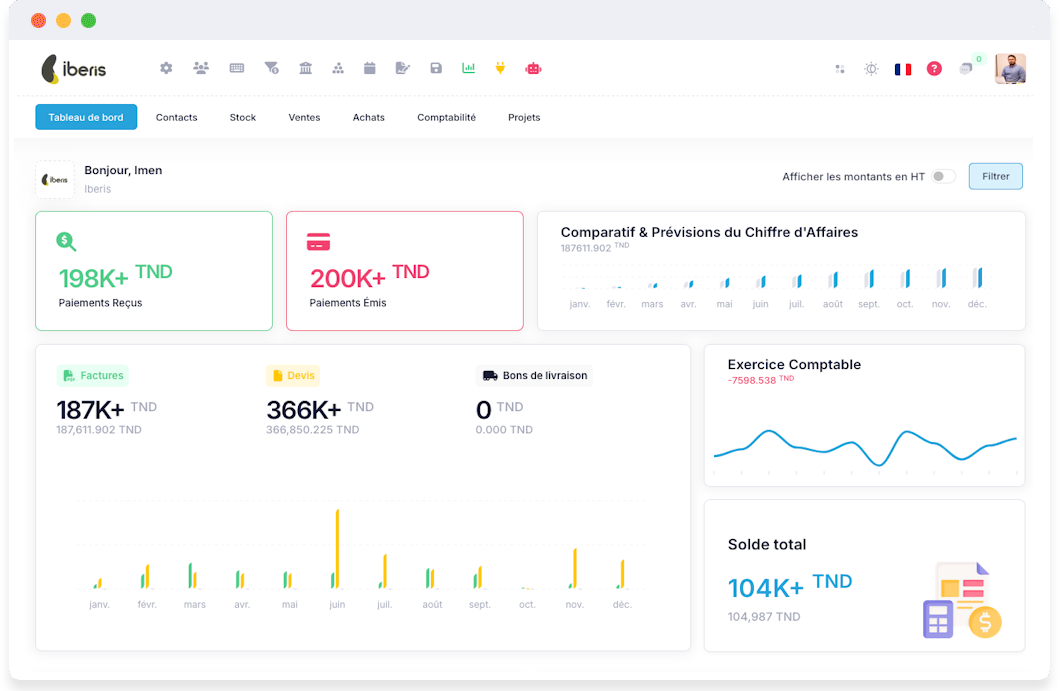 iberis
0
?
Tableau de bord Contacts Stock Ventes Achats Comptabilité Projets
iberis
Bonjour, Imen
Iberis
Afficher les montants en HT
Filtrer
$
198K+ TND
Paiements Reçus
200K+ TND
Paiements Émis
Comparatif & Prévisions du Chiffre d'Affaires
187611.902 TND
janv. févr. mars avr. mai juin juil. août sept. oct. nov. déc.
Factures
187K+ TND
187,611.902 TND
Devis
366K+ TND
366,850.225 TND
Bons de livraison
0 TND
0.000 TND
janv. févr. mars avr. mai juin juil. août sept. oct. nov. déc.
Exercice Comptable
-7598.538 TND
Solde total
104K+ TND
104,987 TND
$